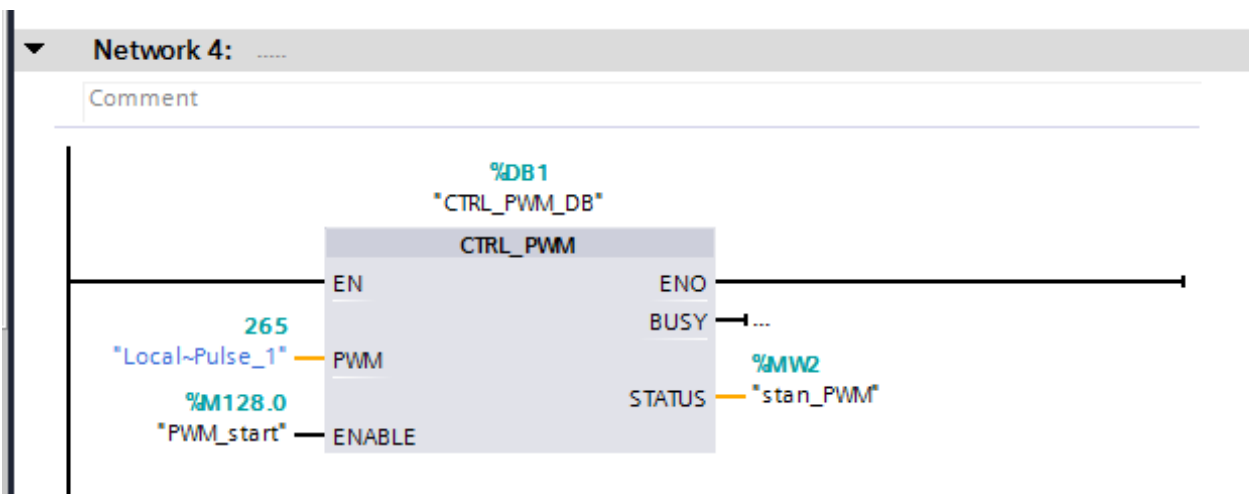 Network 4: .....
Comment
%DB1
"CTRL_PWM_DB"
CTRL_PWM
EN ENO
265 BUSY ...
"Local~Pulse_1" PWM
%MW2
%M128.0 STATUS "stan_PWM"
"PWM_start" ENABLE